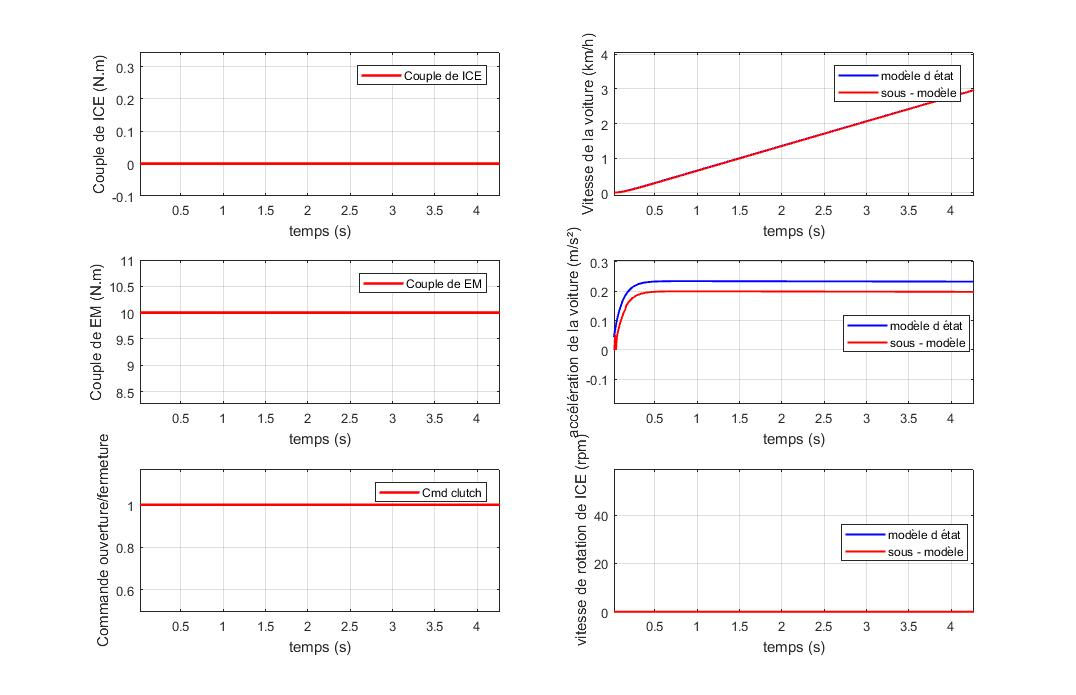 Couple de ICE (N.m)
0.3
0.2
0.1
0
-0.1
Couple de ICE
0.5 1 1.5 2 2.5 3 3.5 4
temps (s)
Vitesse de la voiture (km/h)
4
3
2
1
0
modèle d état
sous - modèle
0.5 1 1.5 2 2.5 3 3.5 4
temps (s)
Couple de EM (N.m)
11
10.5
10
9.5
9
8.5
Couple de EM
0.5 1 1.5 2 2.5 3 3.5 4
temps (s)
accélération de la voiture (m/s²)
0.3
0.2
0.1
0
-0.1
modèle d état
sous - modèle
0.5 1 1.5 2 2.5 3 3.5 4
temps (s)
Commande ouverture/fermeture
1
0.8
0.6
Cmd clutch
0.5 1 1.5 2 2.5 3 3.5 4
temps (s)
vitesse de rotation de ICE (rpm)
40
20
0
modèle d état
sous - modèle
0.5 1 1.5 2 2.5 3 3.5 4
temps (s)